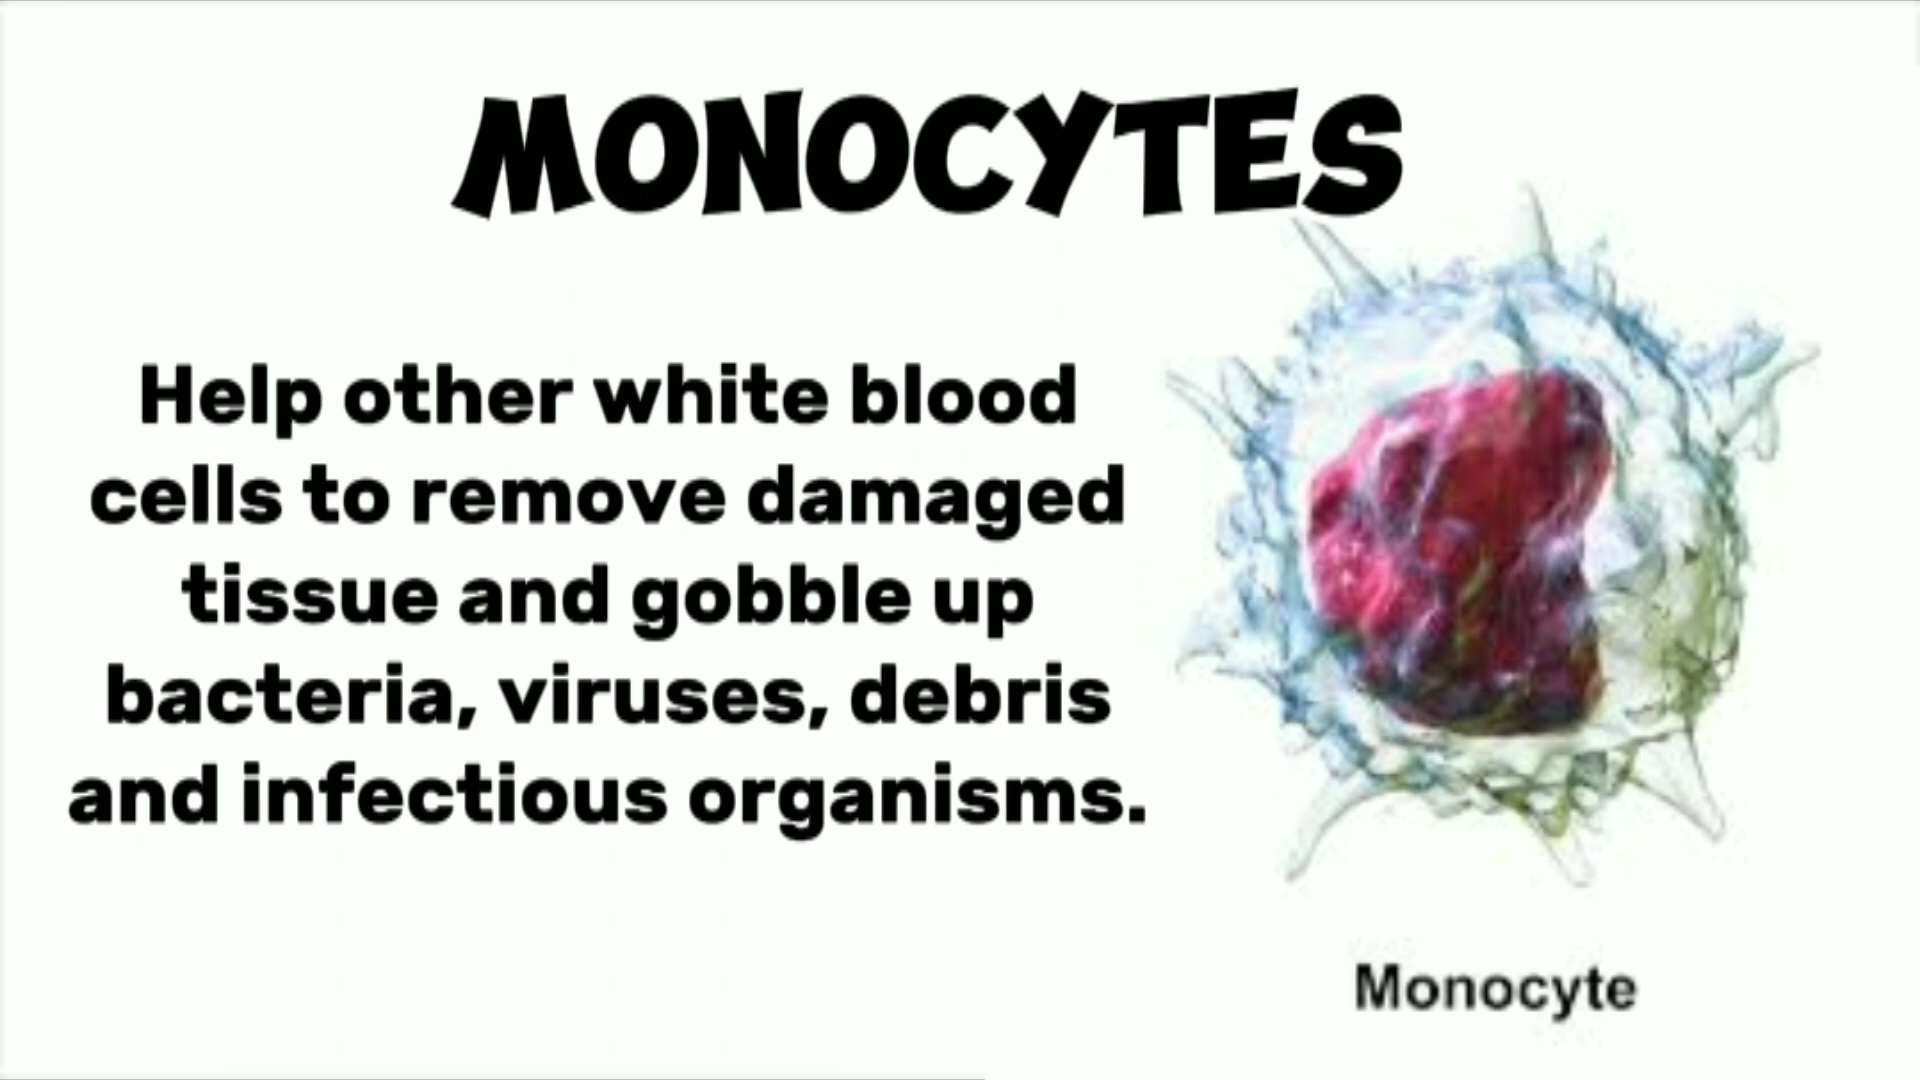 MONOCYTES
Help other white blood
cells to remove damaged
tissue and gobble up
bacteria, viruses, debris
and infectious organisms.
Monocyte